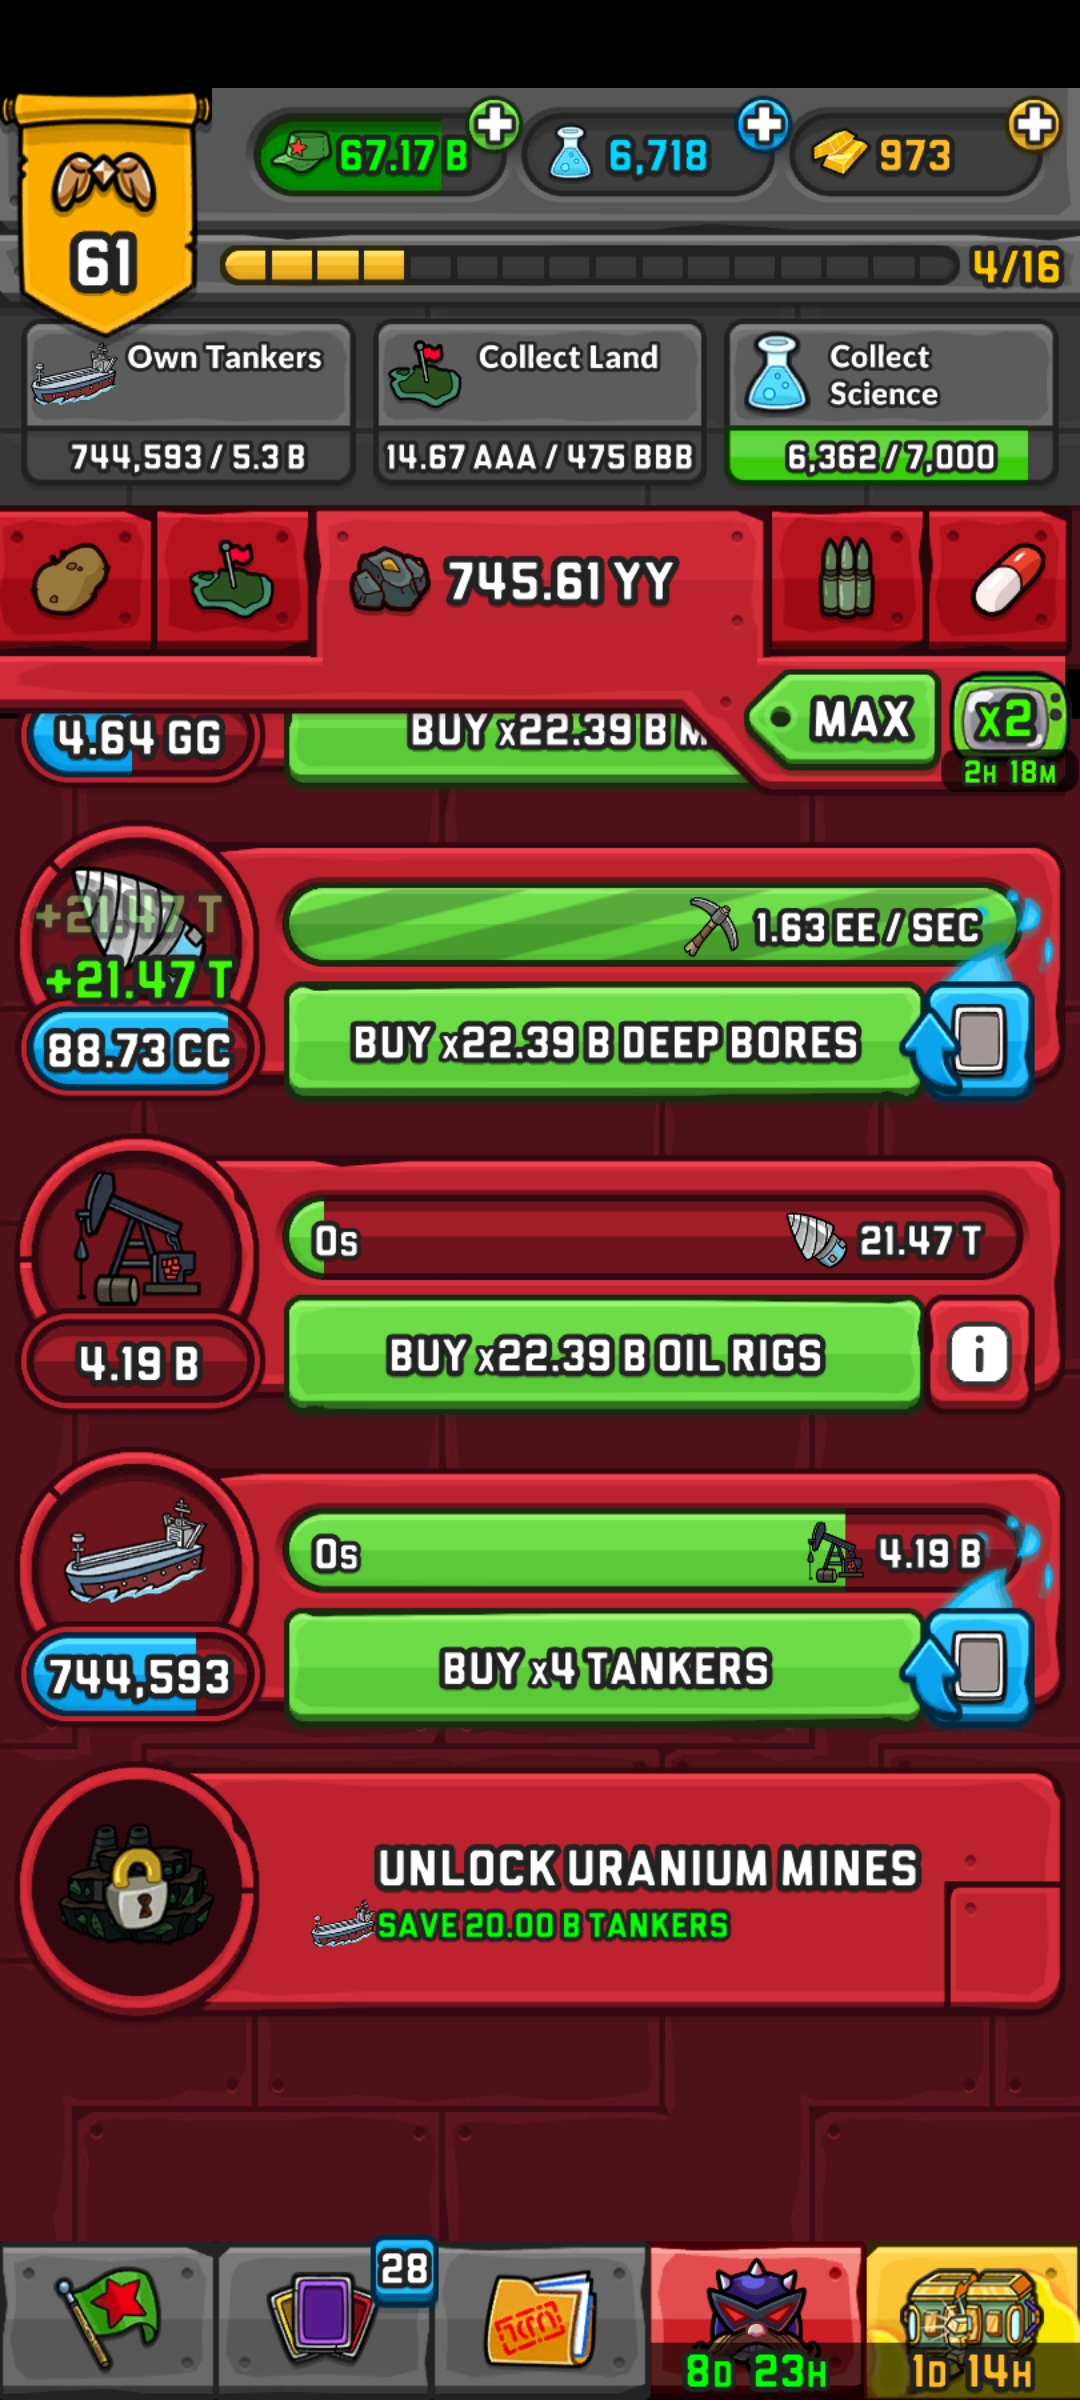 67.17 B
6,718
973
61
4/16
Own Tankers
Collect Land
Collect
Science
744,593 / 5.3 B
14.67 AAA / 475 BBB
6,362 / 7,000
745.61 YY
MAX
x2
2H 18M
4.64 GG
BUY x22.39 B M
+21.47 T
+21.47 T
88.73 CC
1.63 EE / SEC
BUY x22.39 B DEEP BORES
0s
21.47 T
4.19 B
BUY x22.39 B OIL RIGS
i
0s
4.19 B
744,593
BUY x4 TANKERS
UNLOCK URANIUM MINES
SAVE 20.00 B TANKERS
28
8D 23H
1D 14H